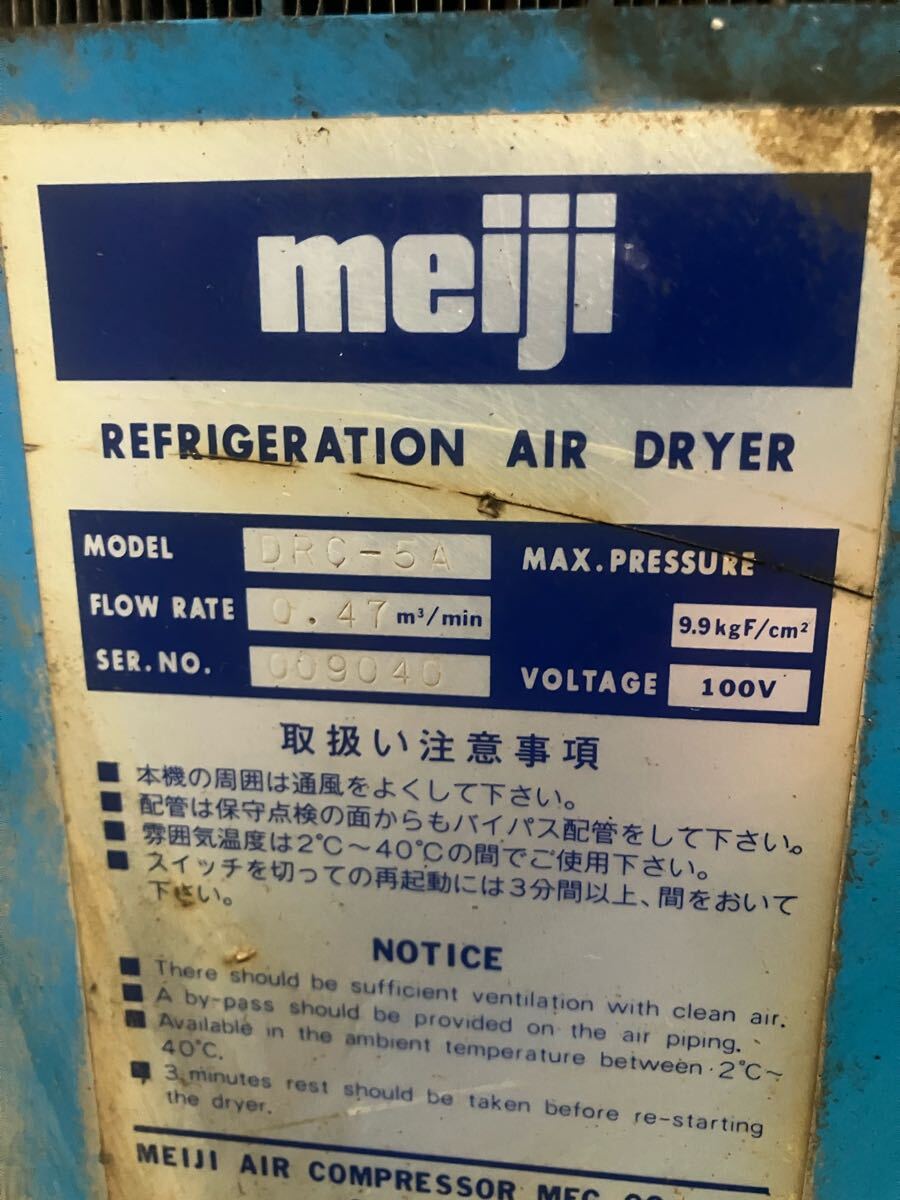 meiji
REFRIGERATION AIR DRYER
MODEL DRC-5A
FLOW RATE 0.47 m³/min
SER.NO. 009040
MAX.PRESSURE
9.9kgF/cm²
VOLTAGE 100V
取扱い注意事項
■ 本機の周囲は通風をよくして下さい。
■ 配管は保守点検の面からもバイパス配管をして下さい。
■ 雰囲気温度は2℃〜40℃の間でご使用下さい。
■ スイッチを切っての再起動には3分間以上、間をおいて
下さい。
NOTICE
■ There should be sufficient ventilation with clean air.
■ A by-pass should be provided on the air piping.
■ Available in the ambient temperature between 2℃〜
40℃.
■ 3 minutes rest should be taken before re-starting
the dryer.
MEIJI AIR COMPRESSOR MFG. CO.